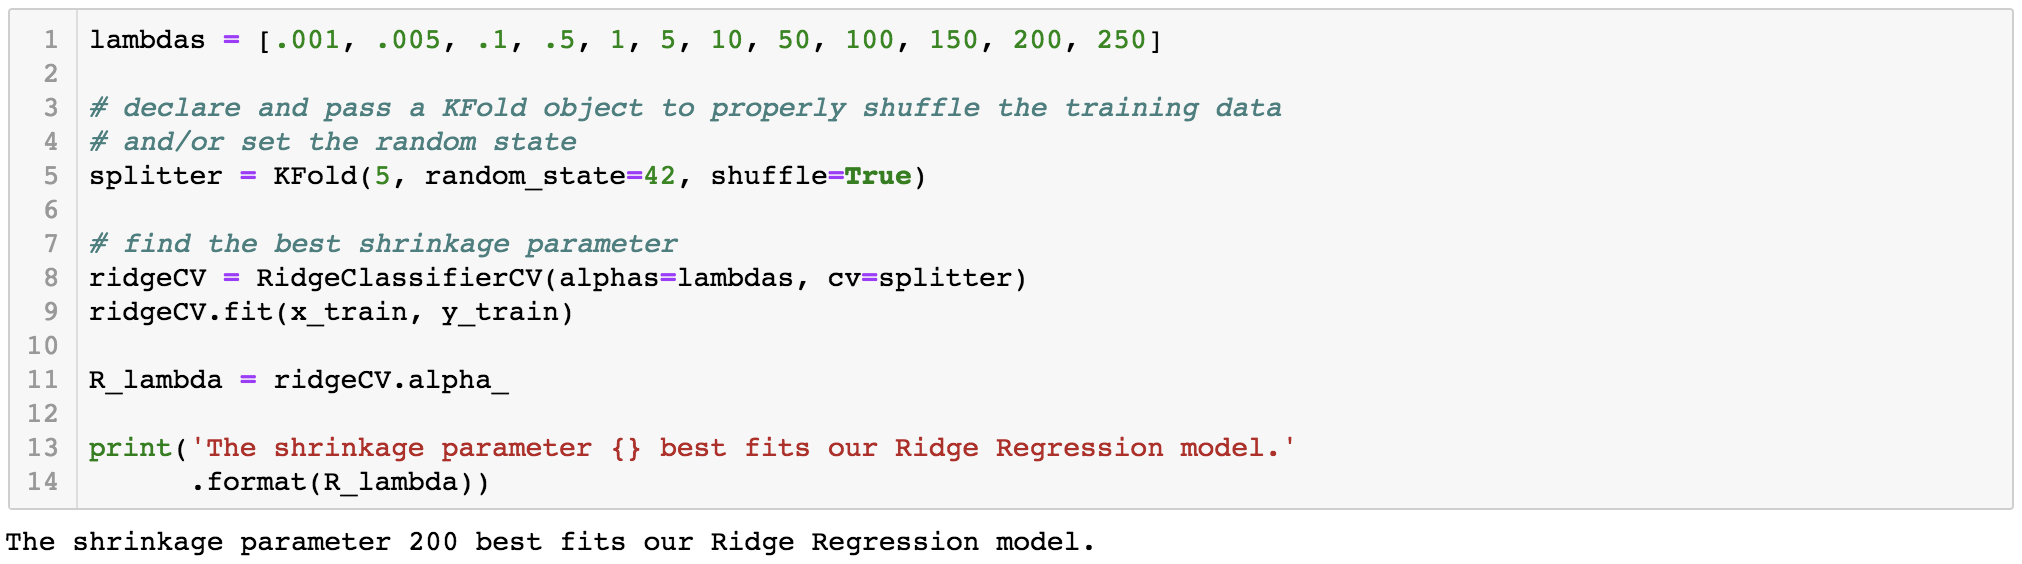 1 lambdas = [.001, .005, .1, .5, 1, 5, 10, 50, 100, 150, 200, 250]
2
3 # declare and pass a KFold object to properly shuffle the training data
4 # and/or set the random state
5 splitter = KFold(5, random_state=42, shuffle=True)
6
7 # find the best shrinkage parameter
8 ridgeCV = RidgeClassifierCV(alphas=lambdas, cv=splitter)
9 ridgeCV.fit(x_train, y_train)
10
11 R_lambda = ridgeCV.alpha_
12
13 print('The shrinkage parameter {} best fits our Ridge Regression model.'
14       .format(R_lambda))
The shrinkage parameter 200 best fits our Ridge Regression model.